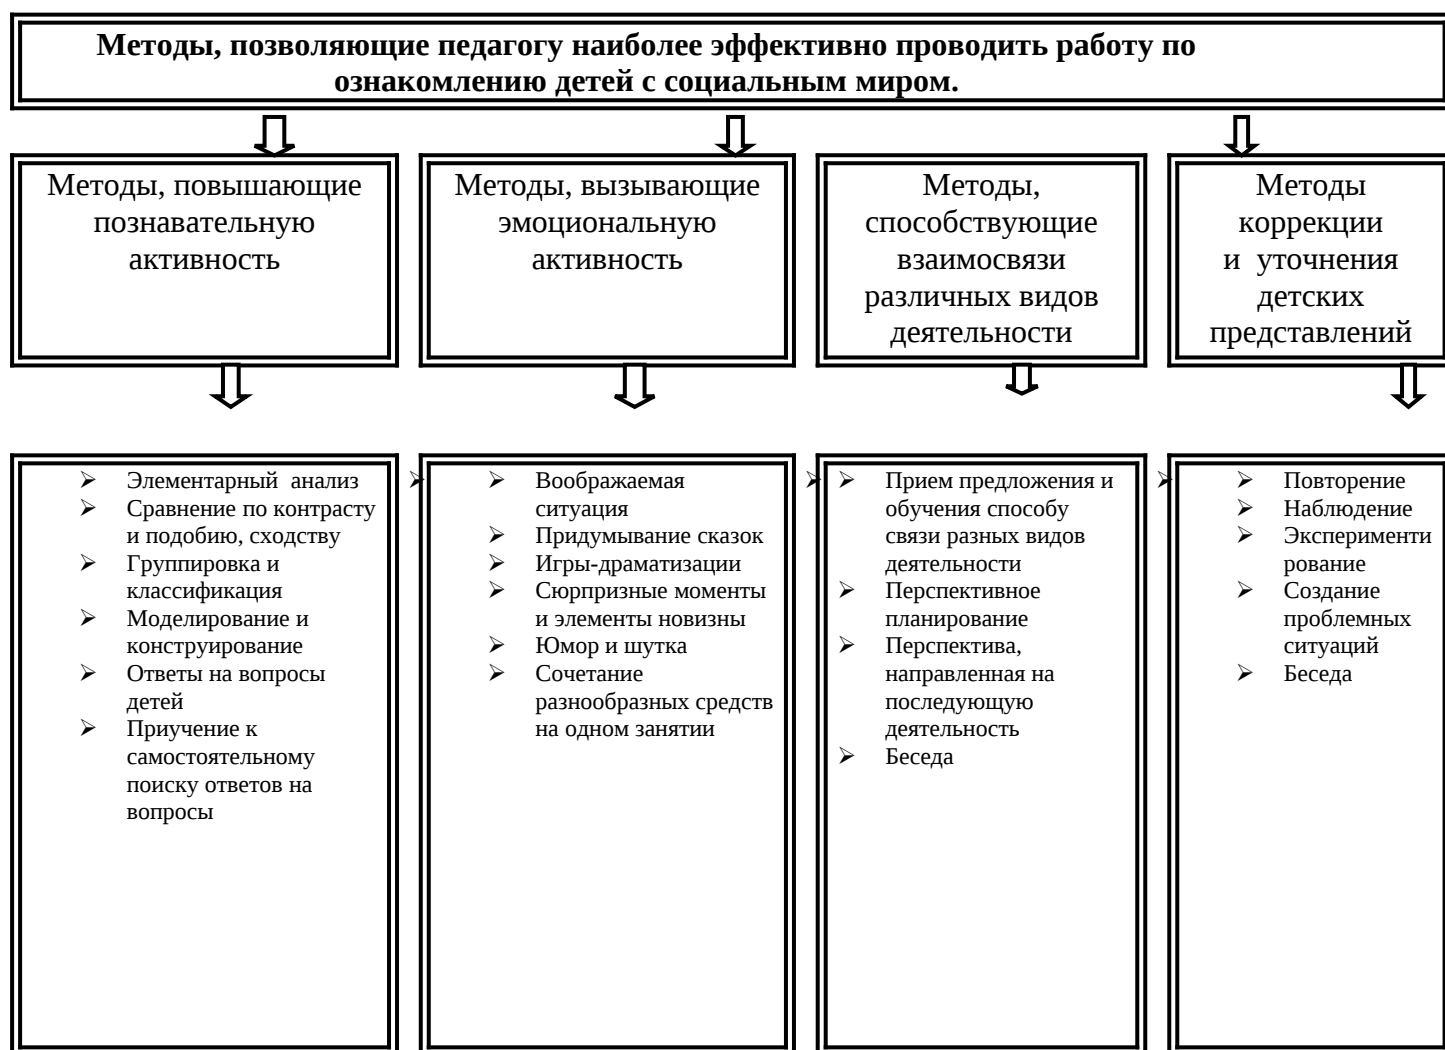 Методы, позволяющие педагогу наиболее эффективно проводить работу по
ознакомлению детей с социальным миром.
Методы, повышающие
познавательную
активность
Методы, вызывающие
эмоциональную
активность
Методы,
способствующие
взаимосвязи
различных видов
деятельности
Методы
коррекции
и уточнения
детских
представлений
➢ Элементарный анализ
➢ Сравнение по контрасту
и подобию, сходству
➢ Группировка и
классификация
➢ Моделирование и
конструирование
➢ Ответы на вопросы
детей
➢ Приучение к
самостоятельному
поиску ответов на
вопросы
➢ Воображаемая
ситуация
➢ Придумывание сказок
➢ Игры-драматизации
➢ Сюрпризные моменты
и элементы новизны
➢ Юмор и шутка
➢ Сочетание
разнообразных средств
на одном занятии
➢ Прием предложения и
обучения способу
связи разных видов
деятельности
➢ Перспективное
планирование
➢ Перспектива,
направленная на
последующую
деятельность
➢ Беседа
➢ Повторение
➢ Наблюдение
➢ Эксперименти
рование
➢ Создание
проблемных
ситуаций
➢ Беседа